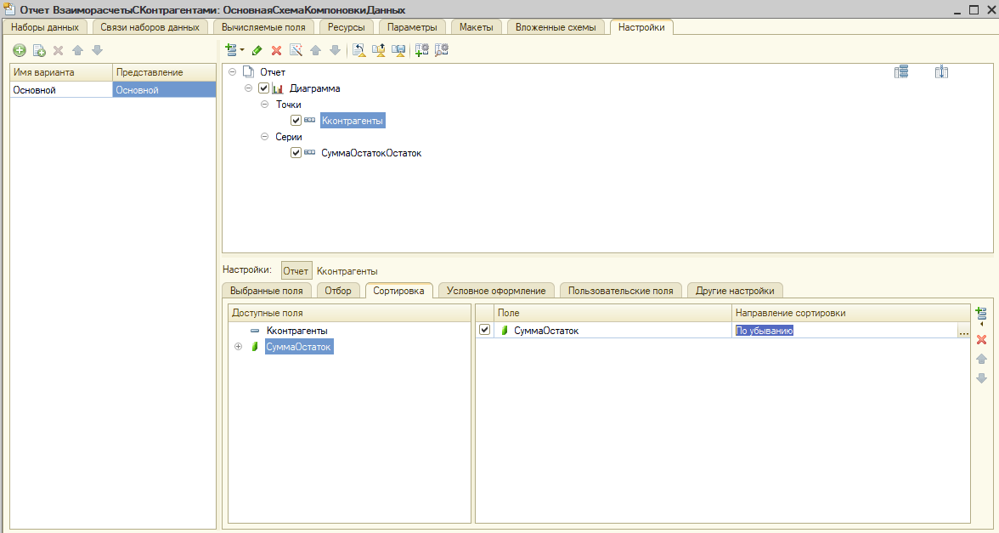 Отчет ВзаиморасчетыСКонтрагентами: ОсновнаяСхемаКомпоновкиДанных
Наборы данных Связи наборов данных Вычисляемые поля Ресурсы Параметры Макеты Вложенные схемы Настройки
Имя варианта Представление
Основной Основной
Отчет
Диаграмма
Точки
Кконтрагенты
Серии
СуммаОстатокОстаток
Настройки: Отчет Кконтрагенты
Выбранные поля Отбор Сортировка Условное оформление Пользовательские поля Другие настройки
Доступные поля
Кконтрагенты
СуммаОстаток
Поле Направление сортировки
СуммаОстаток По убыванию ...